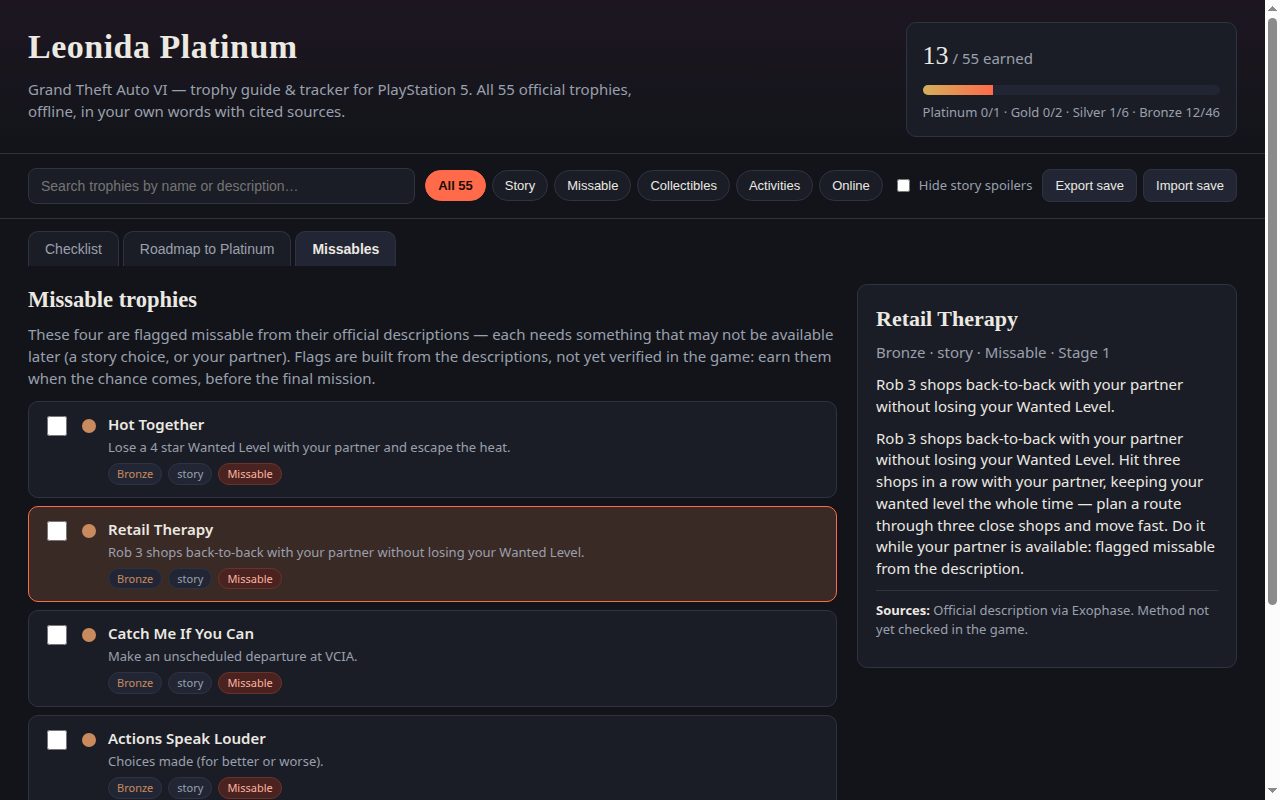 Leonida Platinum
Grand Theft Auto VI — trophy guide & tracker for PlayStation 5. All 55 official trophies,
offline, in your own words with cited sources.
13 / 55 earned
Platinum 0/1 · Gold 0/2 · Silver 1/6 · Bronze 12/46
Search trophies by name or description…
All 55
Story
Missable
Collectibles
Activities
Online
Hide story spoilers
Export save
Import save
Checklist
Roadmap to Platinum
Missables
Missable trophies
These four are flagged missable from their official descriptions — each needs something that may not be available
later (a story choice, or your partner). Flags are built from the descriptions, not yet verified in the game: earn them
when the chance comes, before the final mission.
Hot Together
Lose a 4 star Wanted Level with your partner and escape the heat.
Bronze story Missable
Retail Therapy
Rob 3 shops back-to-back with your partner without losing your Wanted Level.
Bronze story Missable
Catch Me If You Can
Make an unscheduled departure at VCIA.
Bronze story Missable
Actions Speak Louder
Choices made (for better or worse).
Bronze story Missable
Retail Therapy
Bronze · story · Missable · Stage 1
Rob 3 shops back-to-back with your partner
without losing your Wanted Level.
Rob 3 shops back-to-back with your partner
without losing your Wanted Level. Hit three
shops in a row with your partner, keeping your
wanted level the whole time — plan a route
through three close shops and move fast. Do it
while your partner is available: flagged missable
from the description.
Sources: Official description via Exophase. Method not
yet checked in the game.